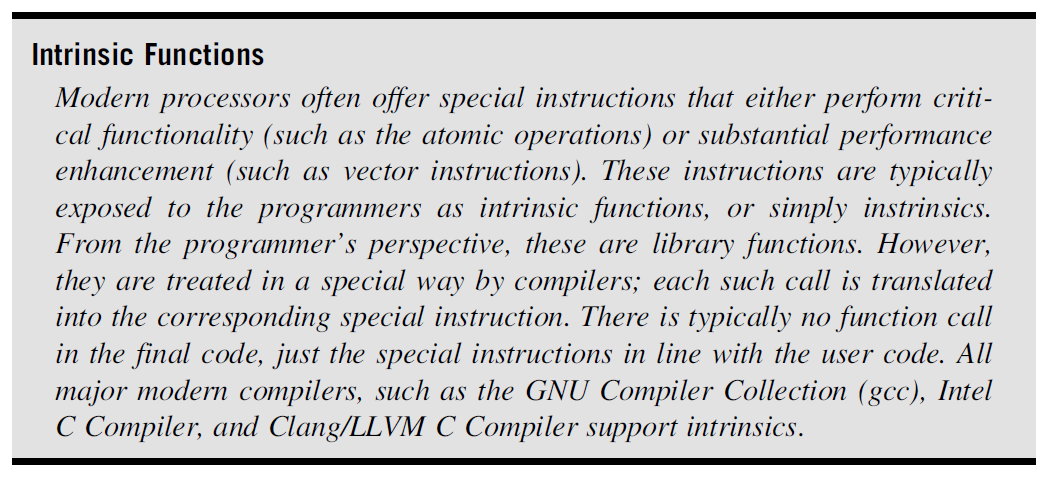 Intrinsic Functions
Modern processors often offer special instructions that either perform criti-
cal functionality (such as the atomic operations) or substantial performance
enhancement (such as vector instructions). These instructions are typically
exposed to the programmers as intrinsic functions, or simply instrinsics.
From the programmer’s perspective, these are library functions. However,
they are treated in a special way by compilers; each such call is translated
into the corresponding special instruction. There is typically no function call
in the final code, just the special instructions in line with the user code. All
major modern compilers, such as the GNU Compiler Collection (gcc), Intel
C Compiler, and Clang/LLVM C Compiler support intrinsics.